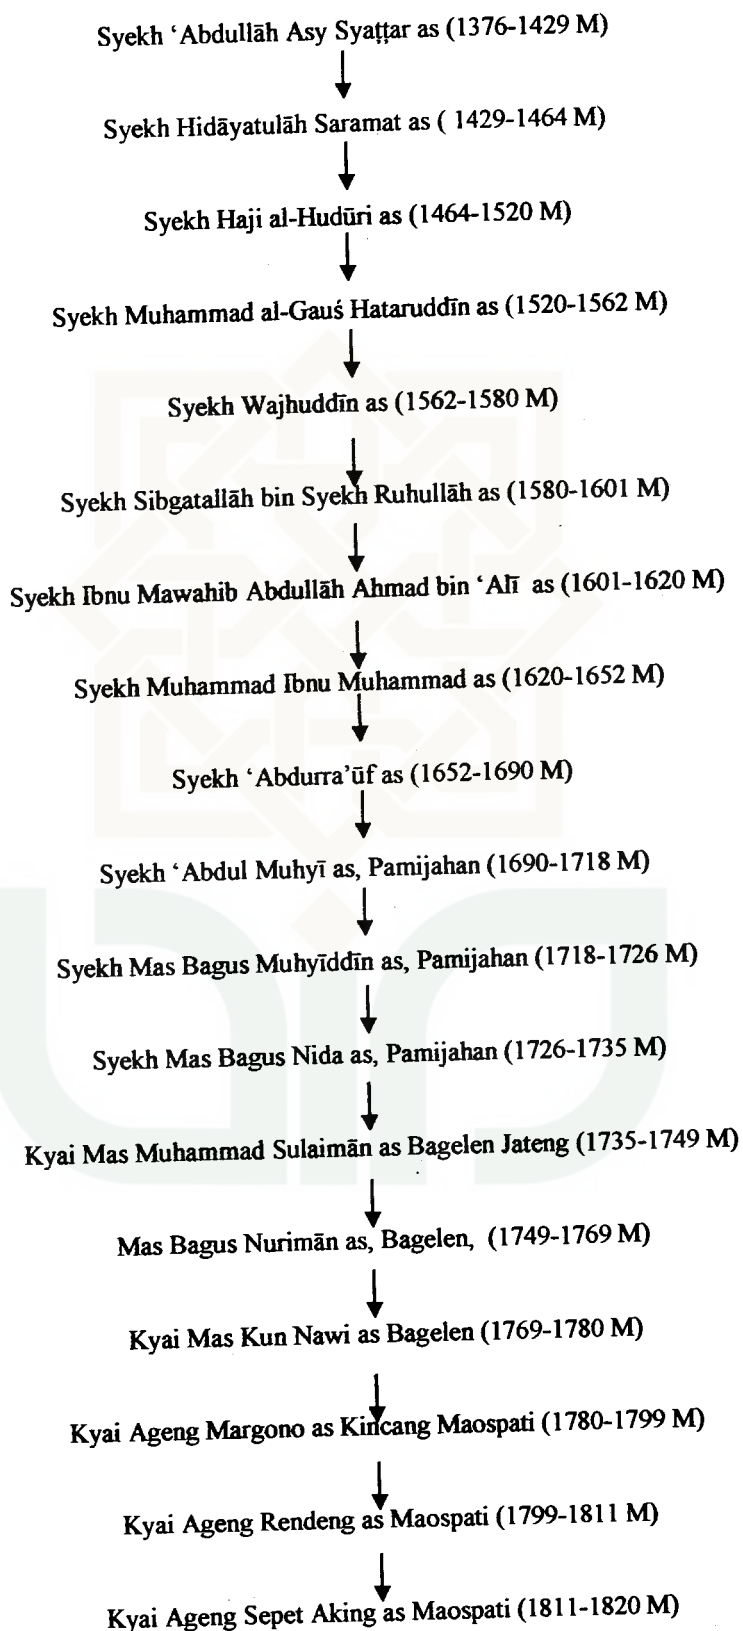 Syekh ‘Abdullāh Asy Syaṭṭar as (1376-1429 M)
Syekh Hidāyatulāh Saramat as ( 1429-1464 M)
Syekh Haji al-Hudūri as (1464-1520 M)
Syekh Muhammad al-Gauś Hataruddīn as (1520-1562 M)
Syekh Wajhuddīn as (1562-1580 M)
Syekh Sibgatallāh bin Syekh Ruhullāh as (1580-1601 M)
Syekh Ibnu Mawahib Abdullāh Ahmad bin ‘Alī as (1601-1620 M)
Syekh Muhammad Ibnu Muhammad as (1620-1652 M)
Syekh ‘Abdurra’ūf as (1652-1690 M)
Syekh ‘Abdul Muhyī as, Pamijahan (1690-1718 M)
Syekh Mas Bagus Muhyīddīn as, Pamijahan (1718-1726 M)
Syekh Mas Bagus Nida as, Pamijahan (1726-1735 M)
Kyai Mas Muhammad Sulaimān as Bagelen Jateng (1735-1749 M)
Mas Bagus Nurimān as, Bagelen, (1749-1769 M)
Kyai Mas Kun Nawi as Bagelen (1769-1780 M)
Kyai Ageng Margono as Kincang Maospati (1780-1799 M)
Kyai Ageng Rendeng as Maospati (1799-1811 M)
Kyai Ageng Sepet Aking as Maospati (1811-1820 M)